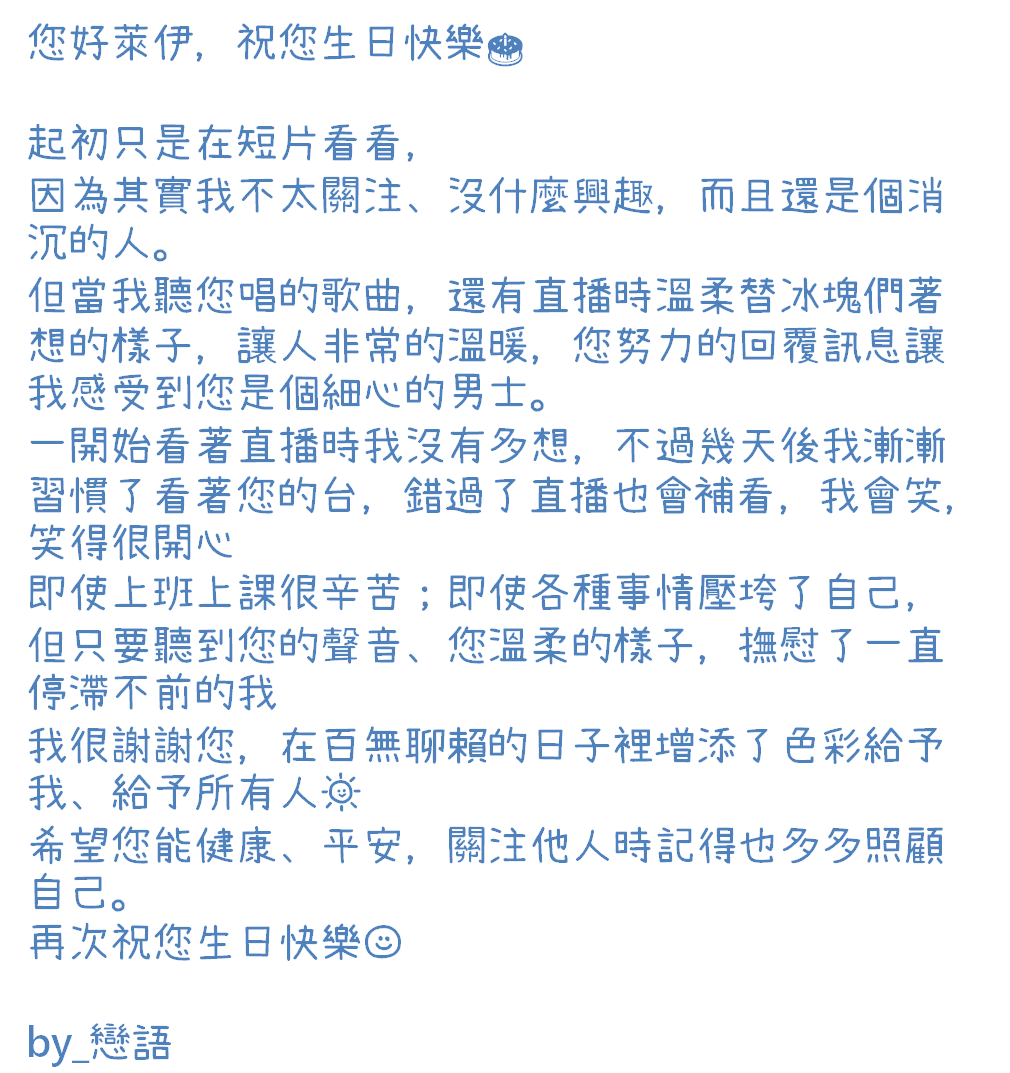 您好萊伊，祝您生日快樂🎂
起初只是在短片看看，
因為其實我不太關注、沒什麼興趣，而且還是個消
沉的人。
但當我聽您唱的歌曲，還有直播時溫柔替冰塊們著
想的樣子，讓人非常的溫暖，您努力的回覆訊息讓
我感受到您是個細心的男士。
一開始看著直播時我沒有多想，不過幾天後我漸漸
習慣了看著您的台，錯過了直播也會補看，我會笑，
笑得很開心
即使上班上課很辛苦；即使各種事情壓垮了自己，
但只要聽到您的聲音、您溫柔的樣子，撫慰了一直
停滯不前的我
我很謝謝您，在百無聊賴的日子裡增添了色彩給予
我、給予所有人🌞
希望您能健康、平安，關注他人時記得也多多照顧
自己。
再次祝您生日快樂☺
by_戀語